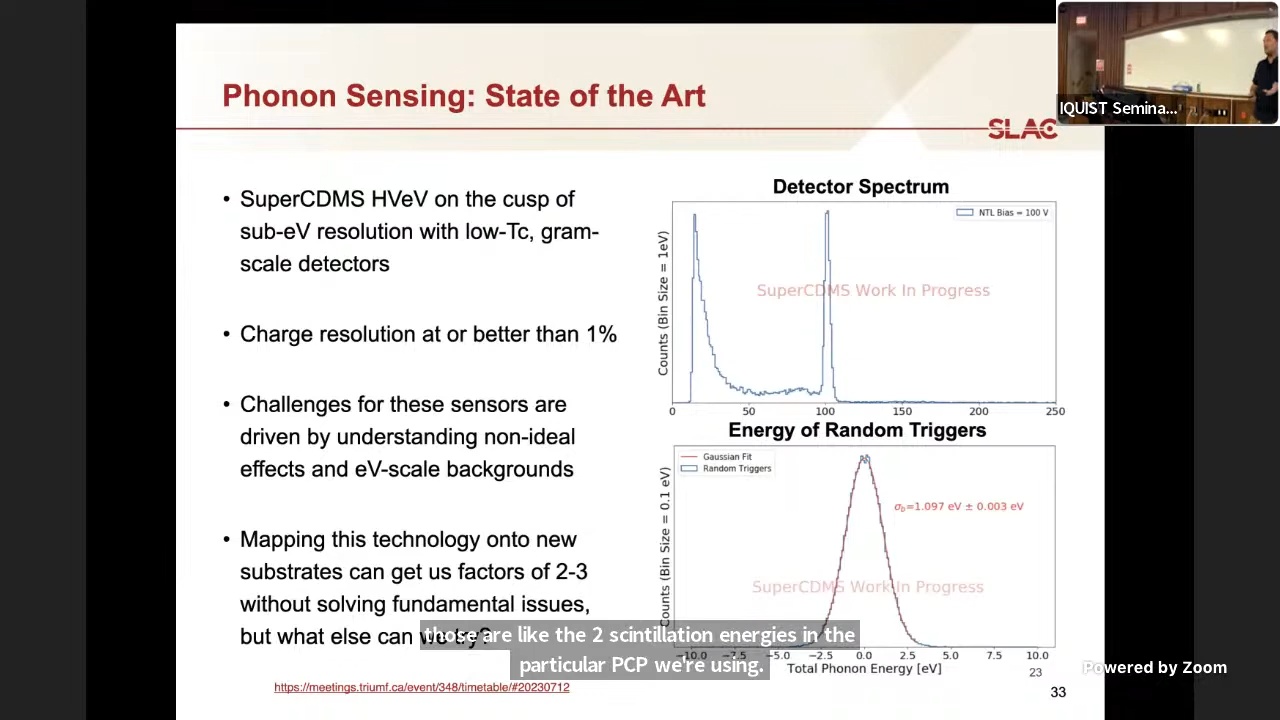 Phonon Sensing: State of the Art
SLAC
IQUIST Semina...
• SuperCDMS HVeV on the cusp of
sub-eV resolution with low-Tc, gram-
scale detectors
• Charge resolution at or better than 1%
• Challenges for these sensors are
driven by understanding non-ideal
effects and eV-scale backgrounds
• Mapping this technology onto new
substrates can get us factors of 2-3
without solving fundamental issues,
but what else can we try?
https://meetings.triumf.ca/event/348/timetable/#20230712
Detector Spectrum
NTL Bias = 100 V
Counts (Bin Size = 1eV)
SuperCDMS Work In Progress
0 50 100 150 200 250
Energy of Random Triggers
Gaussian Fit
Random Triggers
Counts (Bin Size = 0.1 eV)
σb=1.097 eV ± 0.003 eV
SuperCDMS Work In Progress
−10.0 −5.0 −2.5 0.0 2.5 5.0 7.5 10.0
Total Phonon Energy [eV]
23
33
those are like the 2 scintillation energies in the
particular PCP we're using.
Powered by Zoom